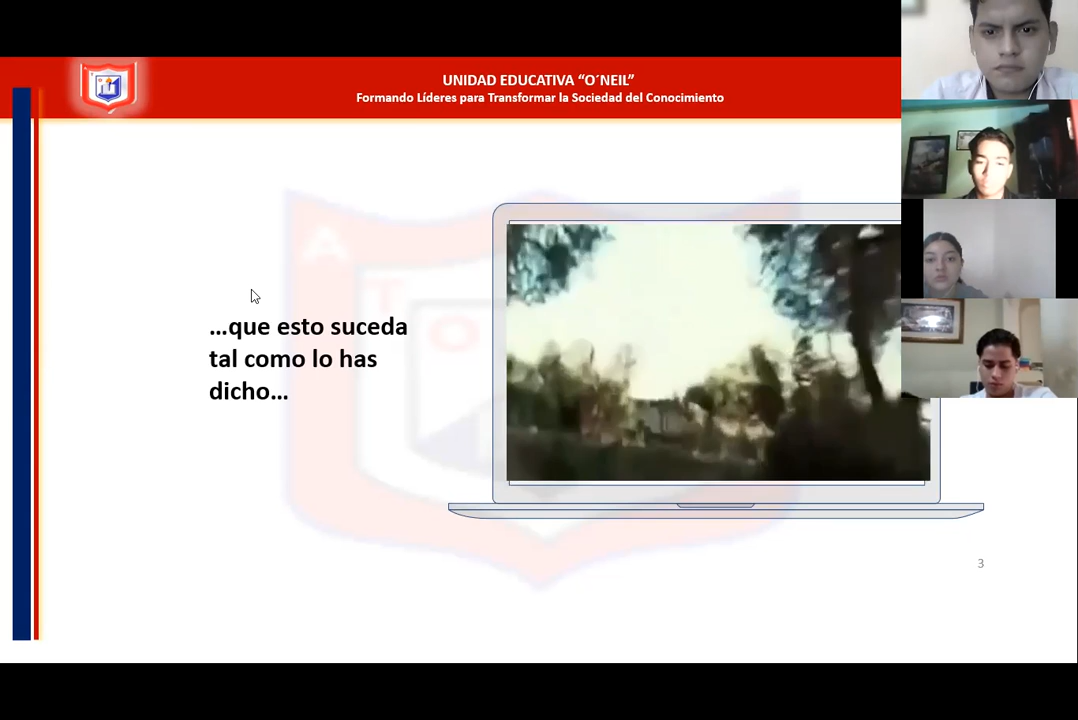 UNIDAD EDUCATIVA “O´NEIL”
Formando Líderes para Transformar la Sociedad del Conocimiento
...que esto suceda
tal como lo has
dicho...
A
T
O
3